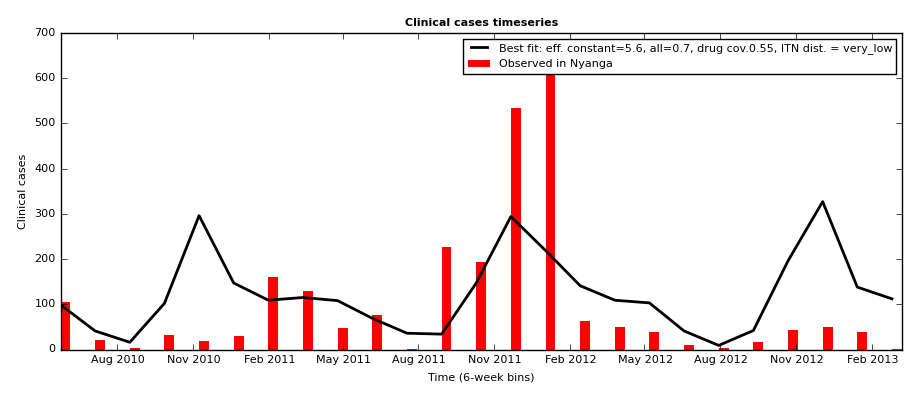 Clinical cases timeseries
700
600
500
400
300
200
100
0
Clinical cases
Best fit: eff. constant=5.6, all=0.7, drug cov.0.55, ITN dist. = very_low
Observed in Nyanga
Aug 2010 Nov 2010 Feb 2011 May 2011 Aug 2011 Nov 2011 Feb 2012 May 2012 Aug 2012 Nov 2012 Feb 2013
Time (6-week bins)